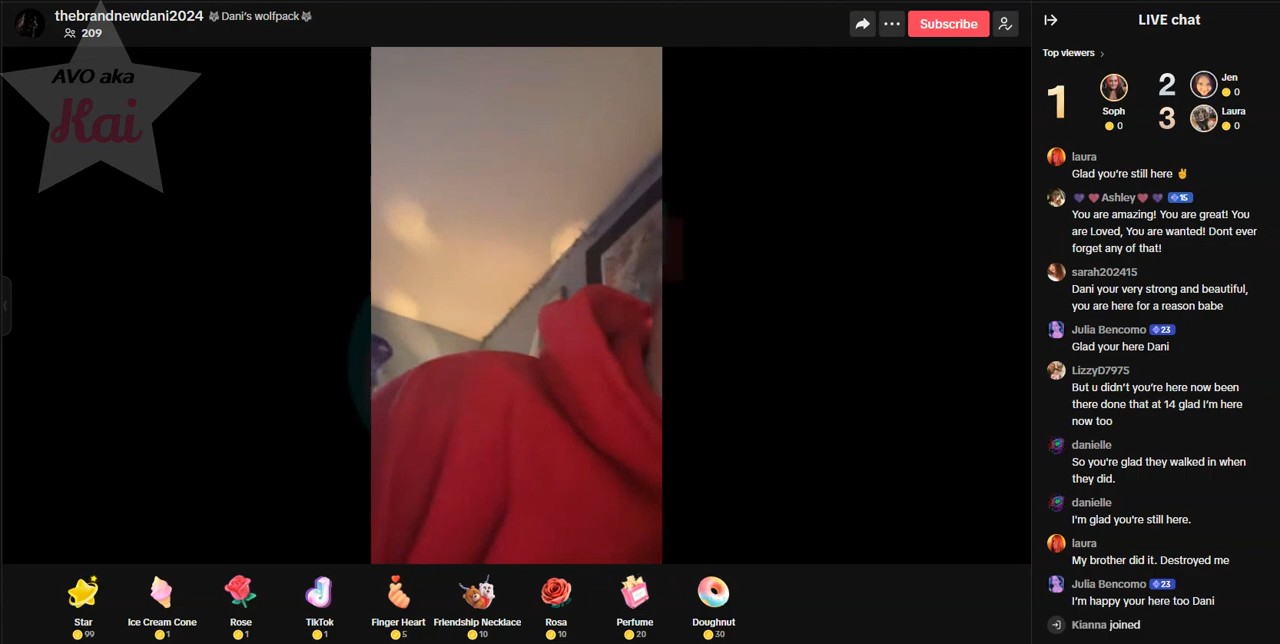 thebrandnewdani2024 🐺Dani's wolfpack🐺
209
Subscribe
AVO aka
Kai
LIVE chat
Top viewers >
1
Soph
0
2
Jen
0
3
Laura
0
laura
Glad you're still here ✌
💜❤Ashley❤💜 15
You are amazing! You are great! You
are Loved, You are wanted! Dont ever
forget any of that!
sarah202415
Dani your very strong and beautiful,
you are here for a reason babe
Julia Bencomo 23
Glad your here Dani
LizzyD7975
But u didn't you're here now been
there done that at 14 glad I'm here
now too
danielle
So you're glad they walked in when
they did.
danielle
I'm glad you're still here.
laura
My brother did it. Destroyed me
Julia Bencomo 23
I'm happy your here too Dani
Kianna joined
Star
99
Ice Cream Cone
1
Rose
1
TikTok
1
Finger Heart
5
Friendship Necklace
10
Rosa
10
Perfume
20
Doughnut
30